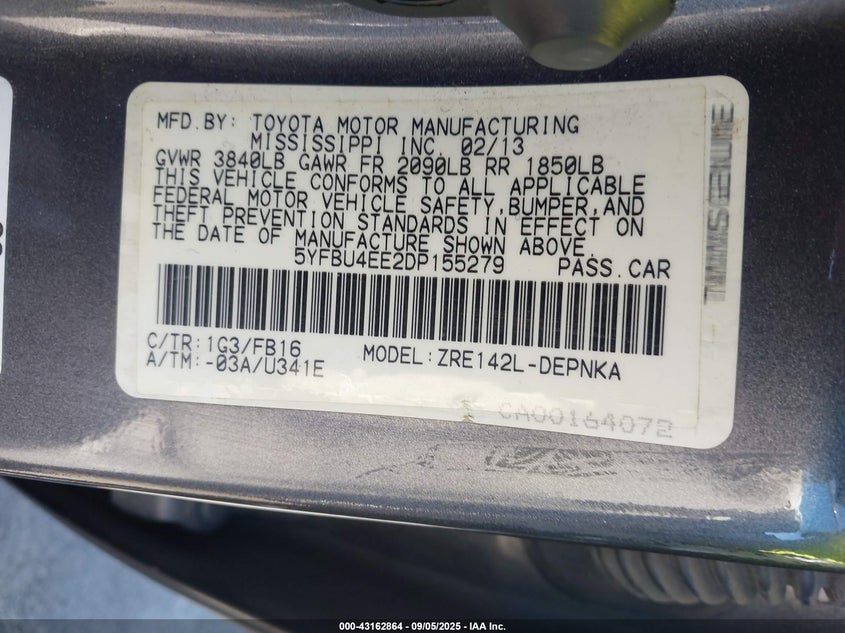 MFD.BY: TOYOTA MOTOR MANUFACTURING
MISSISSIPPI INC. 02/13
GVWR 3840LB GAWR FR 2090LB RR 1850LB
THIS VEHICLE CONFORMS TO ALL APPLICABLE
FEDERAL MOTOR VEHICLE SAFETY,BUMPER,AND
THEFT PREVENTION STANDARDS IN EFFECT ON
THE DATE OF MANUFACTURE SHOWN ABOVE.
5YFBU4EE2DP155279 PASS.CAR
C/TR:1G3/FB16
A/TM:-03A/U341E
MODEL:ZRE142L-DEPNKA
CA00164072
000-43162864 - 09/05/2025 - IAA Inc.